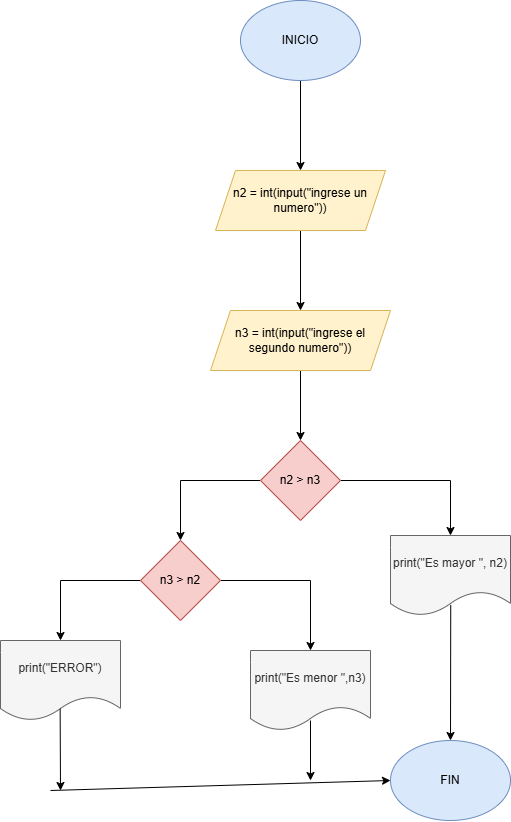 INICIO
n2 = int(input("ingrese un
numero"))
n3 = int(input("ingrese el
segundo numero"))
n2 > n3
print("Es mayor ", n2)
n3 > n2
print("ERROR")
print("Es menor ",n3)
FIN